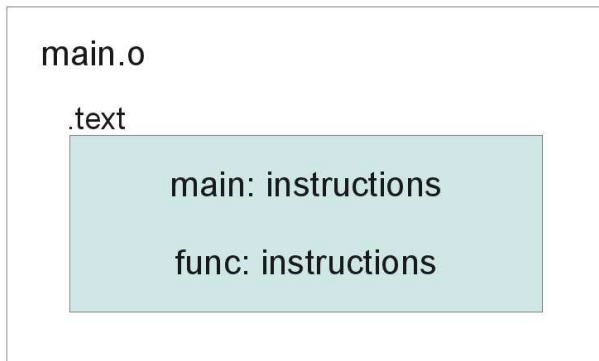 main.o
.text
main: instructions
func: instructions